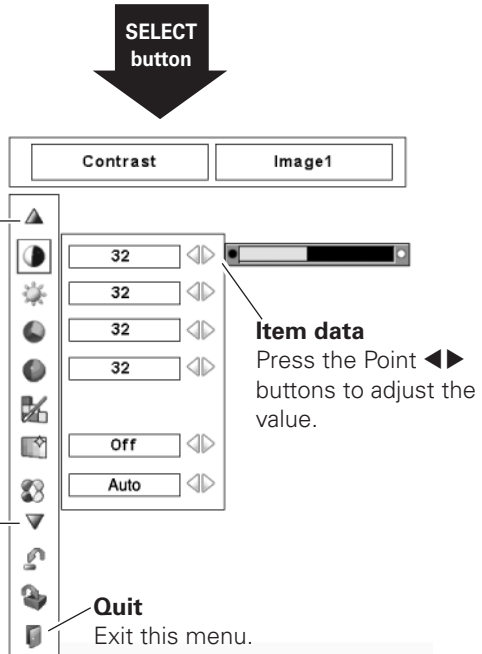 SELECT
button
Contrast Image1
32
32
32
32
Off
Auto
Item data
Press the Point ◀▶
buttons to adjust the
value.
Quit
Exit this menu.